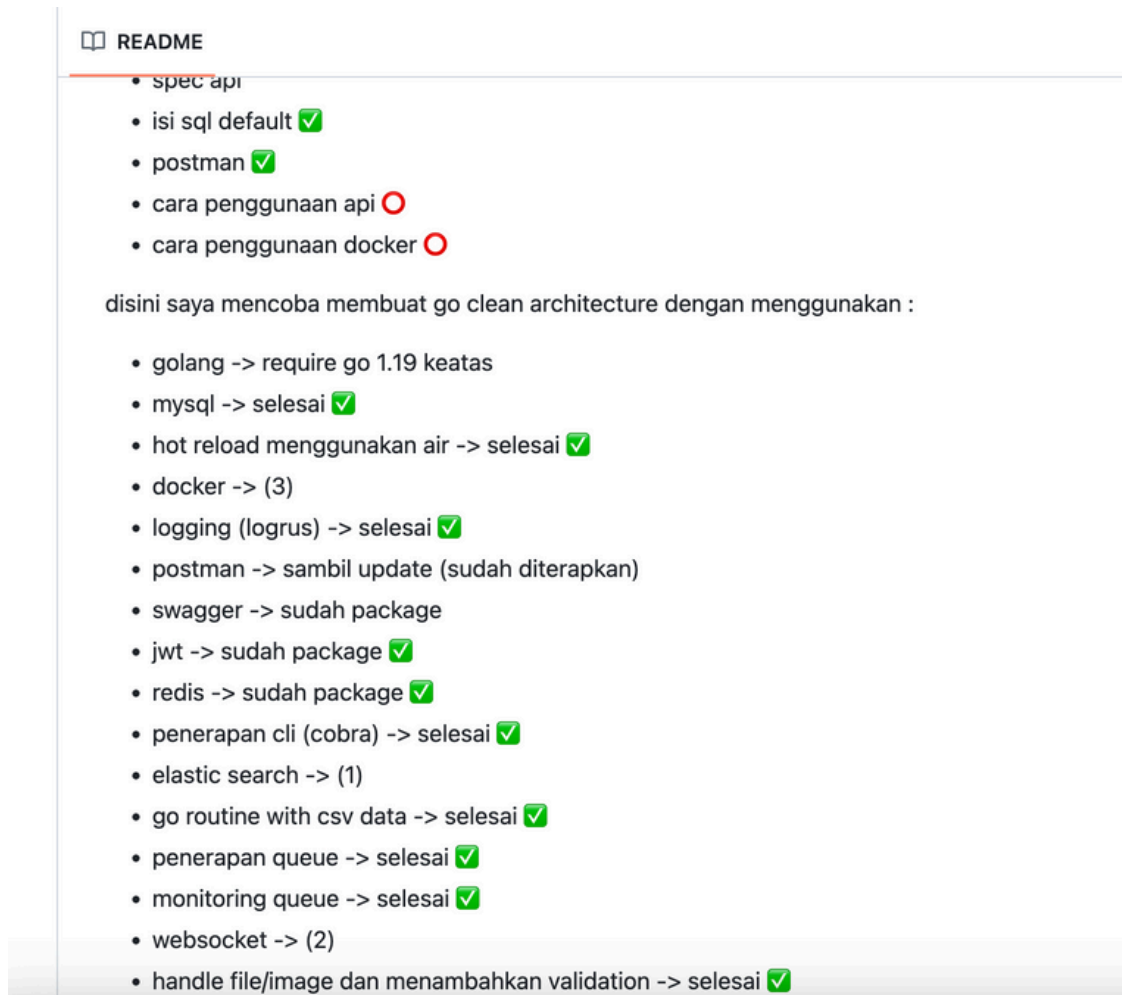 README
• spec api
• isi sql default ✅
• postman ✅
• cara penggunaan api ⭕
• cara penggunaan docker ⭕
disini saya mencoba membuat go clean architecture dengan menggunakan :
• golang -> require go 1.19 keatas
• mysql -> selesai ✅
• hot reload menggunakan air -> selesai ✅
• docker -> (3)
• logging (logrus) -> selesai ✅
• postman -> sambil update (sudah diterapkan)
• swagger -> sudah package
• jwt -> sudah package ✅
• redis -> sudah package ✅
• penerapan cli (cobra) -> selesai ✅
• elastic search -> (1)
• go routine with csv data -> selesai ✅
• penerapan queue -> selesai ✅
• monitoring queue -> selesai ✅
• websocket -> (2)
• handle file/image dan menambahkan validation -> selesai ✅